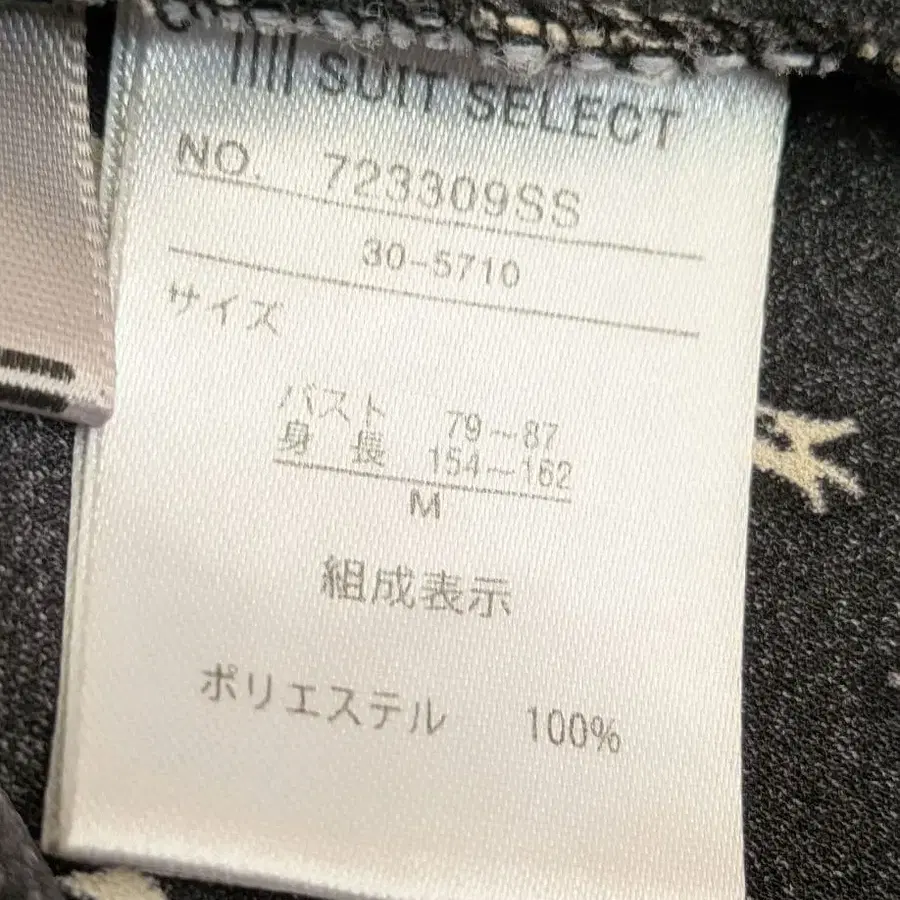 SUIT SELECT
NO. 723309SS
30-5710
サイズ
バスト 79～87
身 長 154～162
M
組成表示
ポリエステル 100%